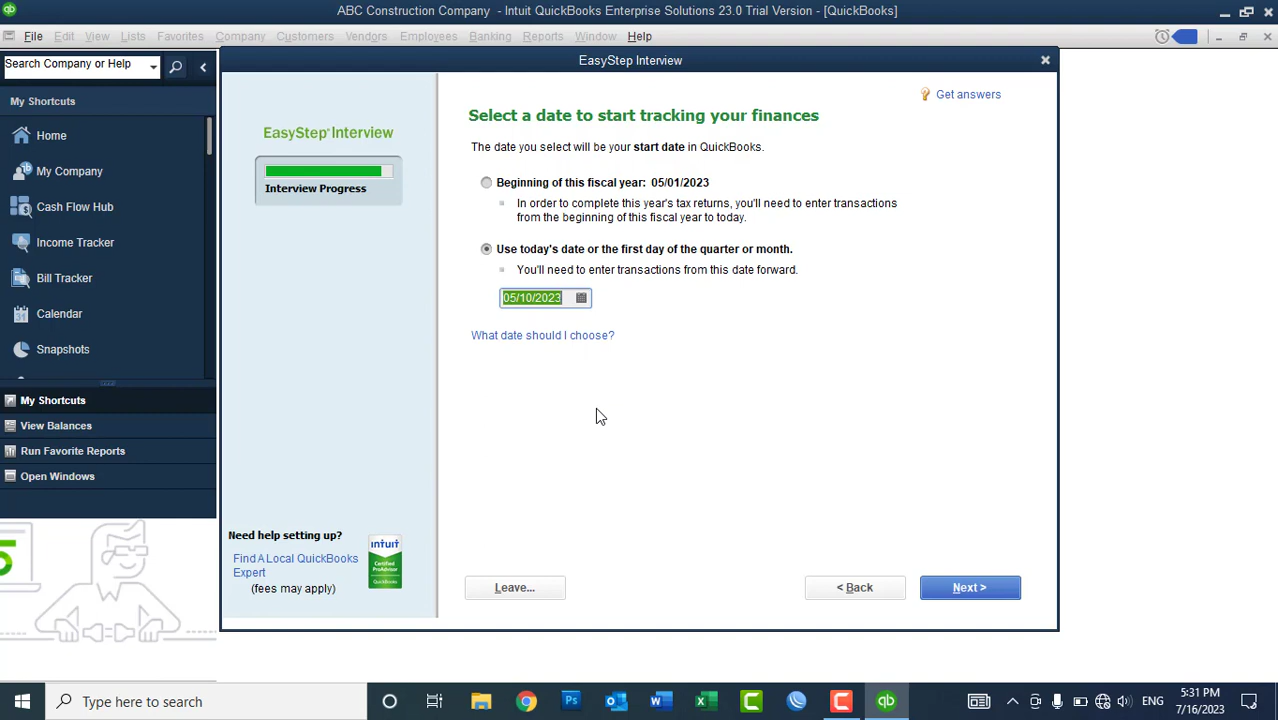 ABC Construction Company - Intuit QuickBooks Enterprise Solutions 23.0 Trial Version - [QuickBooks]
File Edit View Lists Favorites Company Customers Vendors Employees Banking Reports Window Help
Search Company or Help
EasyStep Interview
My Shortcuts
Home
My Company
Cash Flow Hub
Income Tracker
Bill Tracker
31 Calendar
Snapshots
My Shortcuts
View Balances
Run Favorite Reports
Open Windows
EasyStep® Interview
Interview Progress
Need help setting up?
Find A Local QuickBooks
Expert
(fees may apply)
intuit
Certified
ProAdvisor
QuickBooks
Get answers
Select a date to start tracking your finances
The date you select will be your start date in QuickBooks.
Beginning of this fiscal year: 05/01/2023
In order to complete this year's tax returns, you'll need to enter transactions
from the beginning of this fiscal year to today.
Use today's date or the first day of the quarter or month.
You'll need to enter transactions from this date forward.
05/10/2023
What date should I choose?
Leave...
< Back
Next >
Type here to search
ENG
5:31 PM
7/16/2023